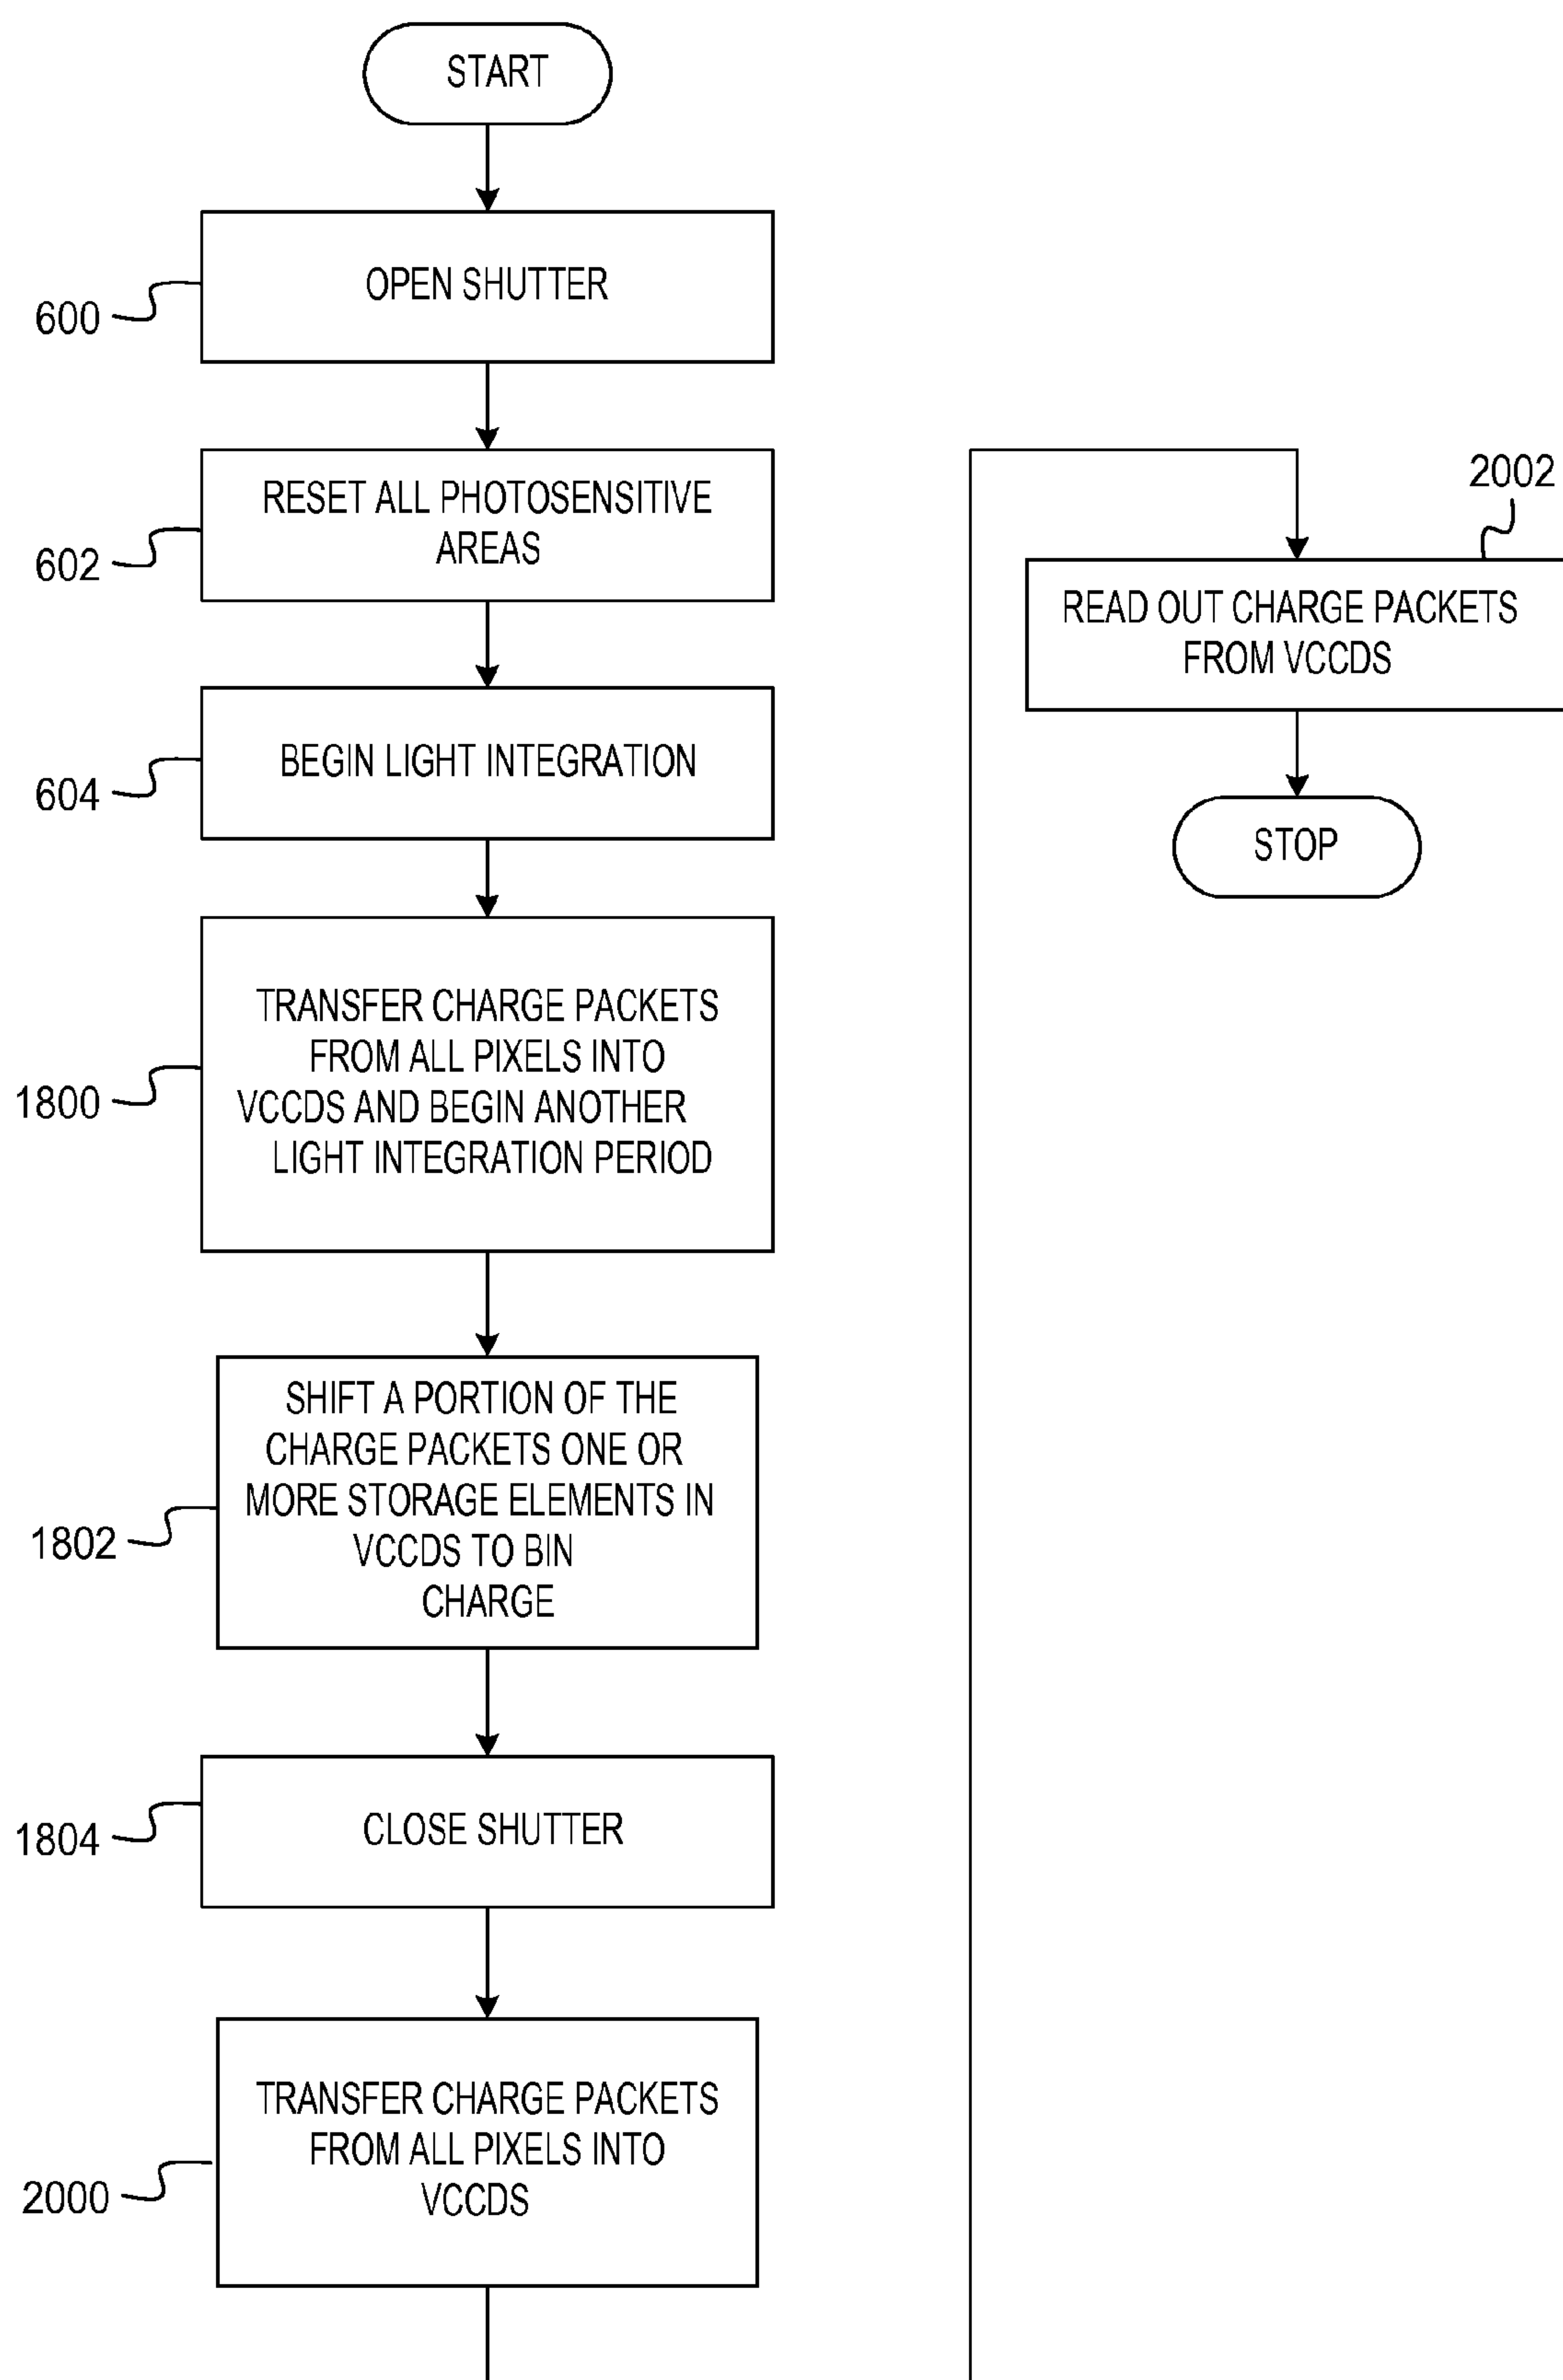 START
OPEN SHUTTER
600
RESET ALL PHOTOSENSITIVE
AREAS
602
BEGIN LIGHT INTEGRATION
604
TRANSFER CHARGE PACKETS
FROM ALL PIXELS INTO
VCCDS AND BEGIN ANOTHER
LIGHT INTEGRATION PERIOD
1800
SHIFT A PORTION OF THE
CHARGE PACKETS ONE OR
MORE STORAGE ELEMENTS IN
VCCDS TO BIN
CHARGE
1802
CLOSE SHUTTER
1804
TRANSFER CHARGE PACKETS
FROM ALL PIXELS INTO
VCCDS
2000
2002
READ OUT CHARGE PACKETS
FROM VCCDS
STOP